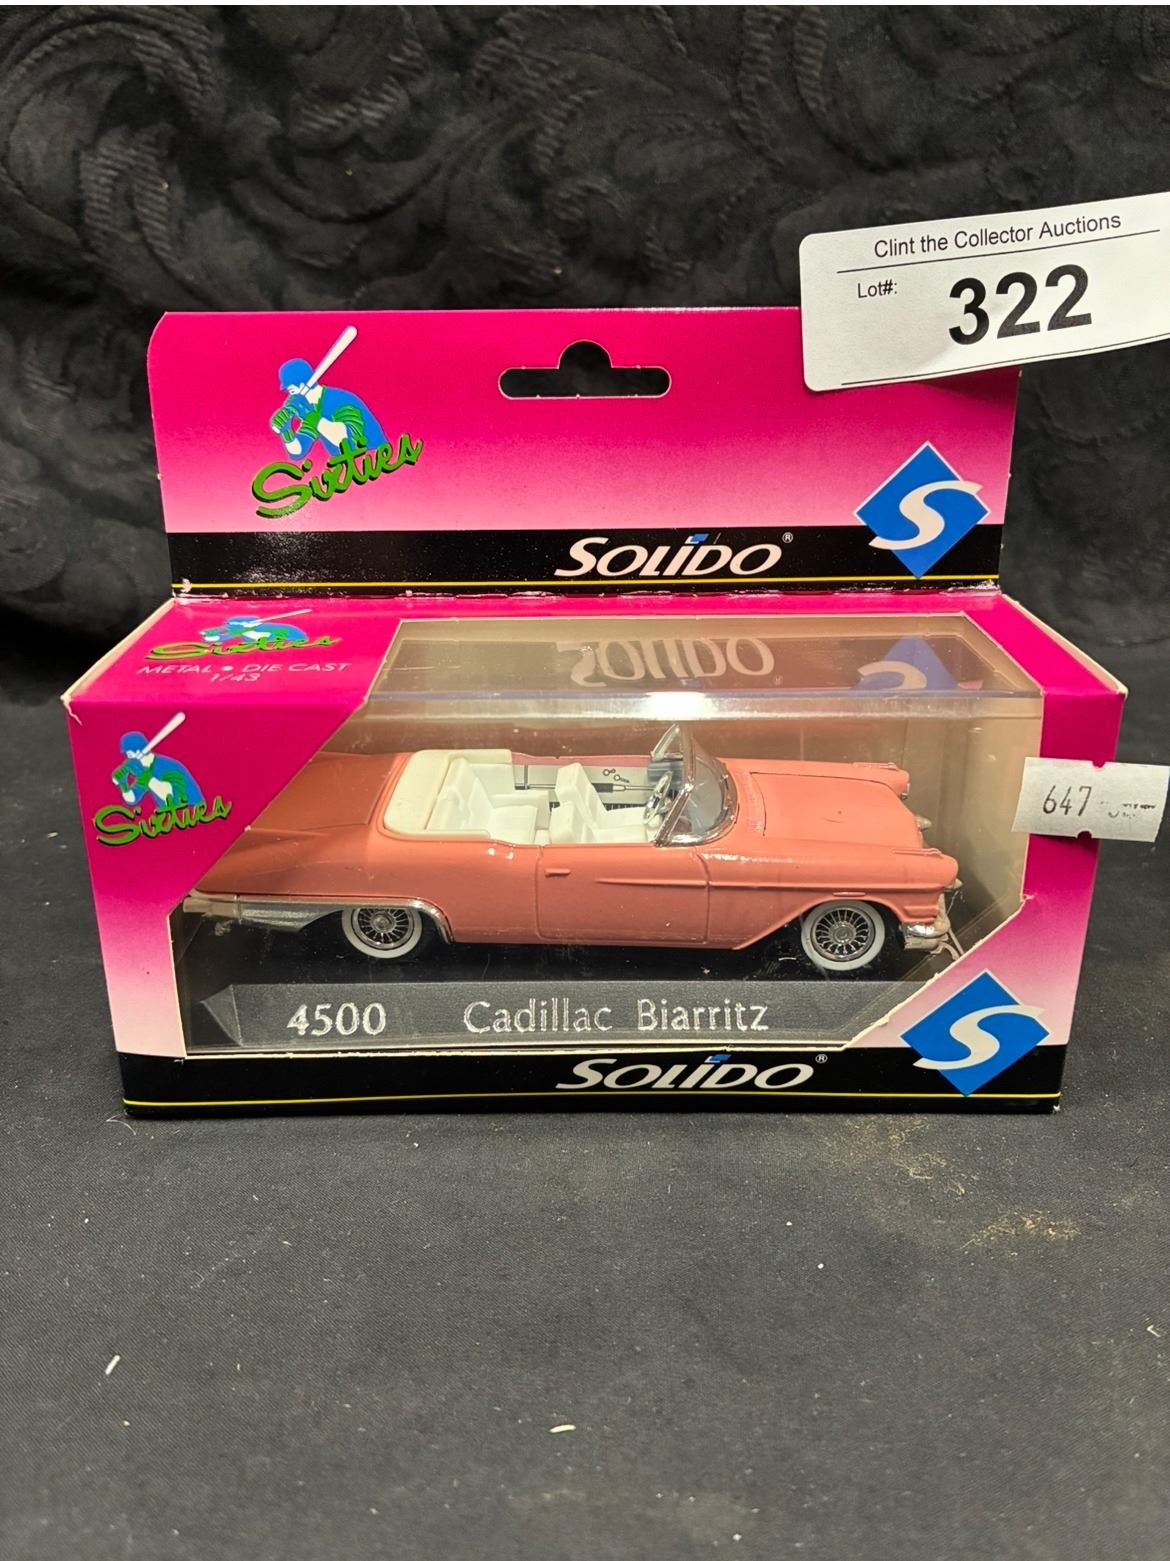 Clint the Collector Auctions
Lot#: 322
Sixties
SOLIDO®
Sixties
METAL • DIE CAST
1/43
SOLIDO
Sixties
647
4500 Cadillac Biarritz
SOLIDO®